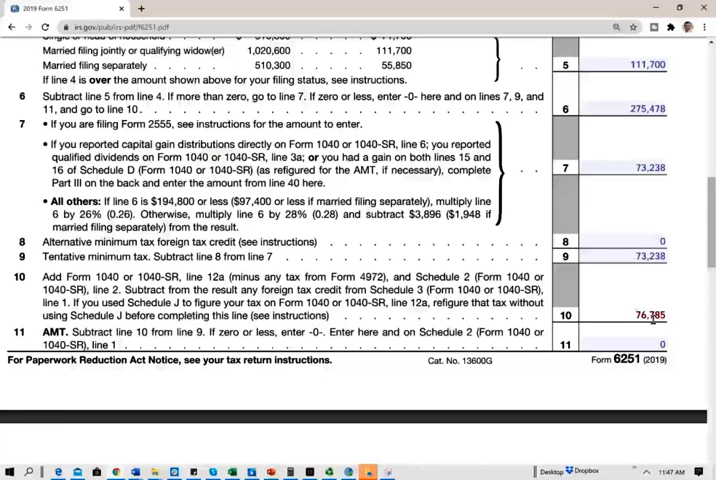 2019 Form 6251
irs.gov/pub/irs-pdf/f6251.pdf
Married filing jointly or qualifying widow(er) 1,020,600 . . . . . 111,700
Married filing separately . . . . . 510,300 . . . . . 55,850
If line 4 is over the amount shown above for your filing status, see instructions.
5 111,700
6 Subtract line 5 from line 4. If more than zero, go to line 7. If zero or less, enter -0- here and on lines 7, 9, and
11, and go to line 10 . . . . . 6 275,478
7 • If you are filing Form 2555, see instructions for the amount to enter.
• If you reported capital gain distributions directly on Form 1040 or 1040-SR, line 6; you reported
qualified dividends on Form 1040 or 1040-SR, line 3a; or you had a gain on both lines 15 and
16 of Schedule D (Form 1040 or 1040-SR) (as refigured for the AMT, if necessary), complete
Part III on the back and enter the amount from line 40 here. . . 7 73,238
• All others: If line 6 is $194,800 or less ($97,400 or less if married filing separately), multiply line
6 by 26% (0.26). Otherwise, multiply line 6 by 28% (0.28) and subtract $3,896 ($1,948 if
married filing separately) from the result.
8 Alternative minimum tax foreign tax credit (see instructions) . . . . . 8 0
9 Tentative minimum tax. Subtract line 8 from line 7 . . . . . 9 73,238
10 Add Form 1040 or 1040-SR, line 12a (minus any tax from Form 4972), and Schedule 2 (Form 1040 or
1040-SR), line 2. Subtract from the result any foreign tax credit from Schedule 3 (Form 1040 or 1040-SR),
line 1. If you used Schedule J to figure your tax on Form 1040 or 1040-SR, line 12a, refigure that tax without
using Schedule J before completing this line (see instructions) . . . . . 10 76,785
11 AMT. Subtract line 10 from line 9. If zero or less, enter -0-. Enter here and on Schedule 2 (Form 1040 or
1040-SR), line 1 . . . . . 11 0
For Paperwork Reduction Act Notice, see your tax return instructions. Cat. No. 13600G Form 6251 (2019)
Desktop Dropbox 11:47 AM